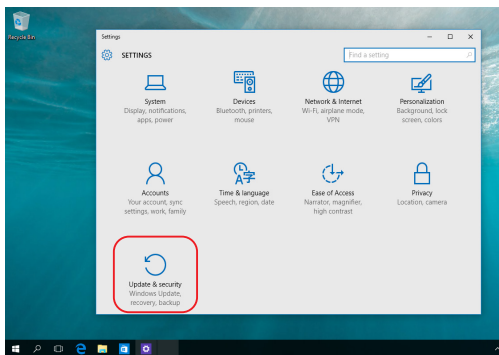 Recycle Bin
Settings
SETTINGS
Find a setting
System
Display, notifications,
apps, power
Devices
Bluetooth, printers,
mouse
Network & Internet
Wi-Fi, airplane mode,
VPN
Personalization
Background, lock
screen, colors
Accounts
Your account, sync
settings, work, family
Time & language
Speech, region, date
Ease of Access
Narrator, magnifier,
high contrast
Privacy
Location, camera
Update & security
Windows Update,
recovery, backup